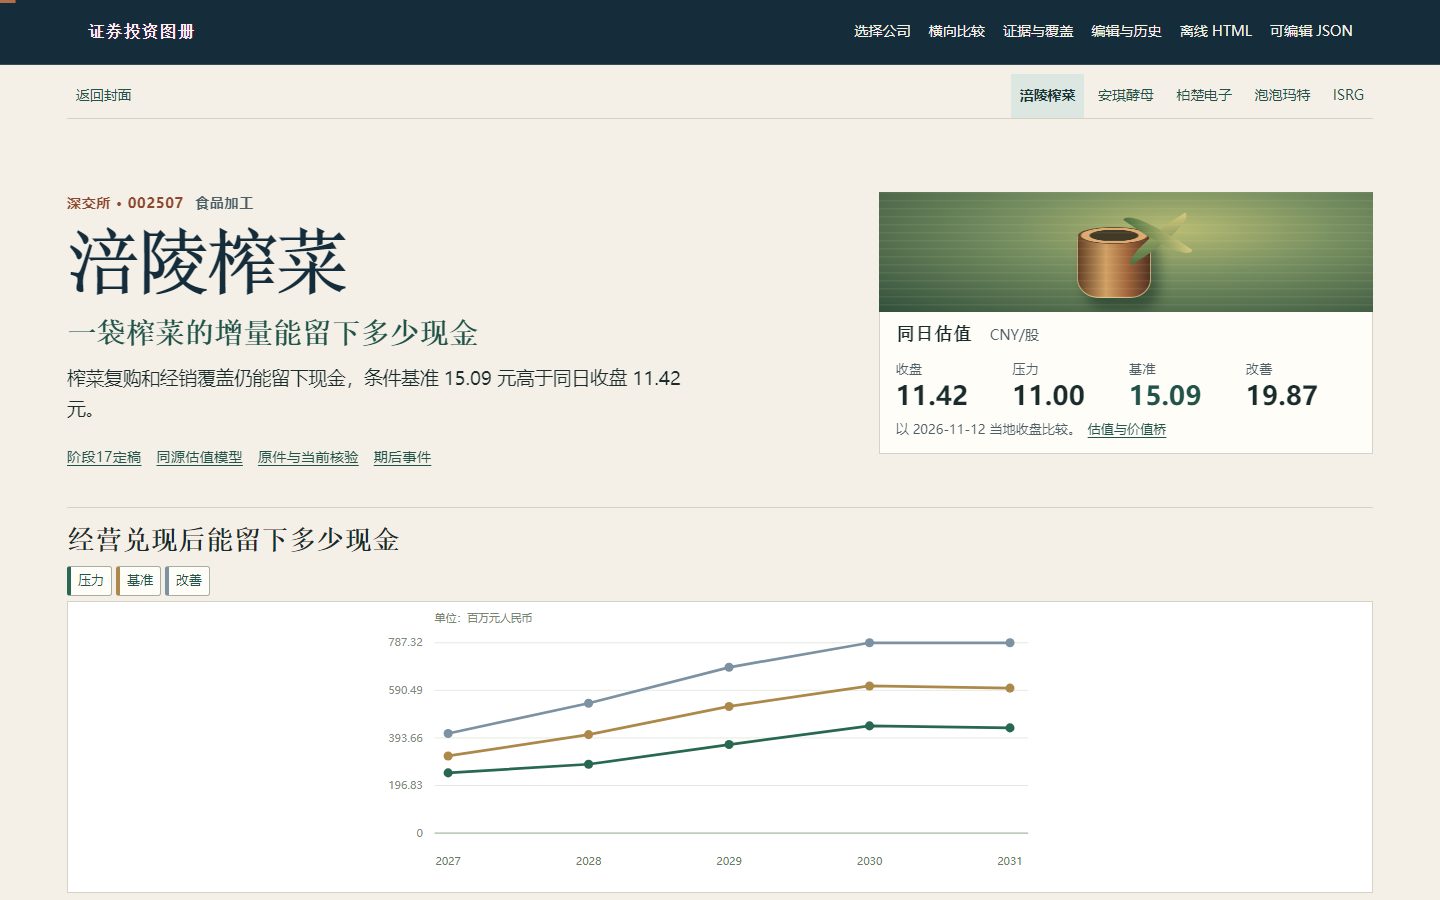 证券投资图册
选择公司 横向比较 证据与覆盖 编辑与历史 离线 HTML 可编辑 JSON
返回封面
涪陵榨菜 安琪酵母 柏楚电子 泡泡玛特 ISRG
深交所 • 002507 食品加工
涪陵榨菜
一袋榨菜的增量能留下多少现金
榨菜复购和经销覆盖仍能留下现金，条件基准 15.09 元高于同日收盘 11.42
元。
阶段17定稿 同源估值模型 原件与当前核验 期后事件
同日估值 CNY/股
收盘 压力 基准 改善
11.42 11.00 15.09 19.87
以 2026-11-12 当地收盘比较。 估值与价值桥
经营兑现后能留下多少现金
压力 基准 改善
单位：百万元人民币
787.32
590.49
393.66
196.83
0
2027 2028 2029 2030 2031